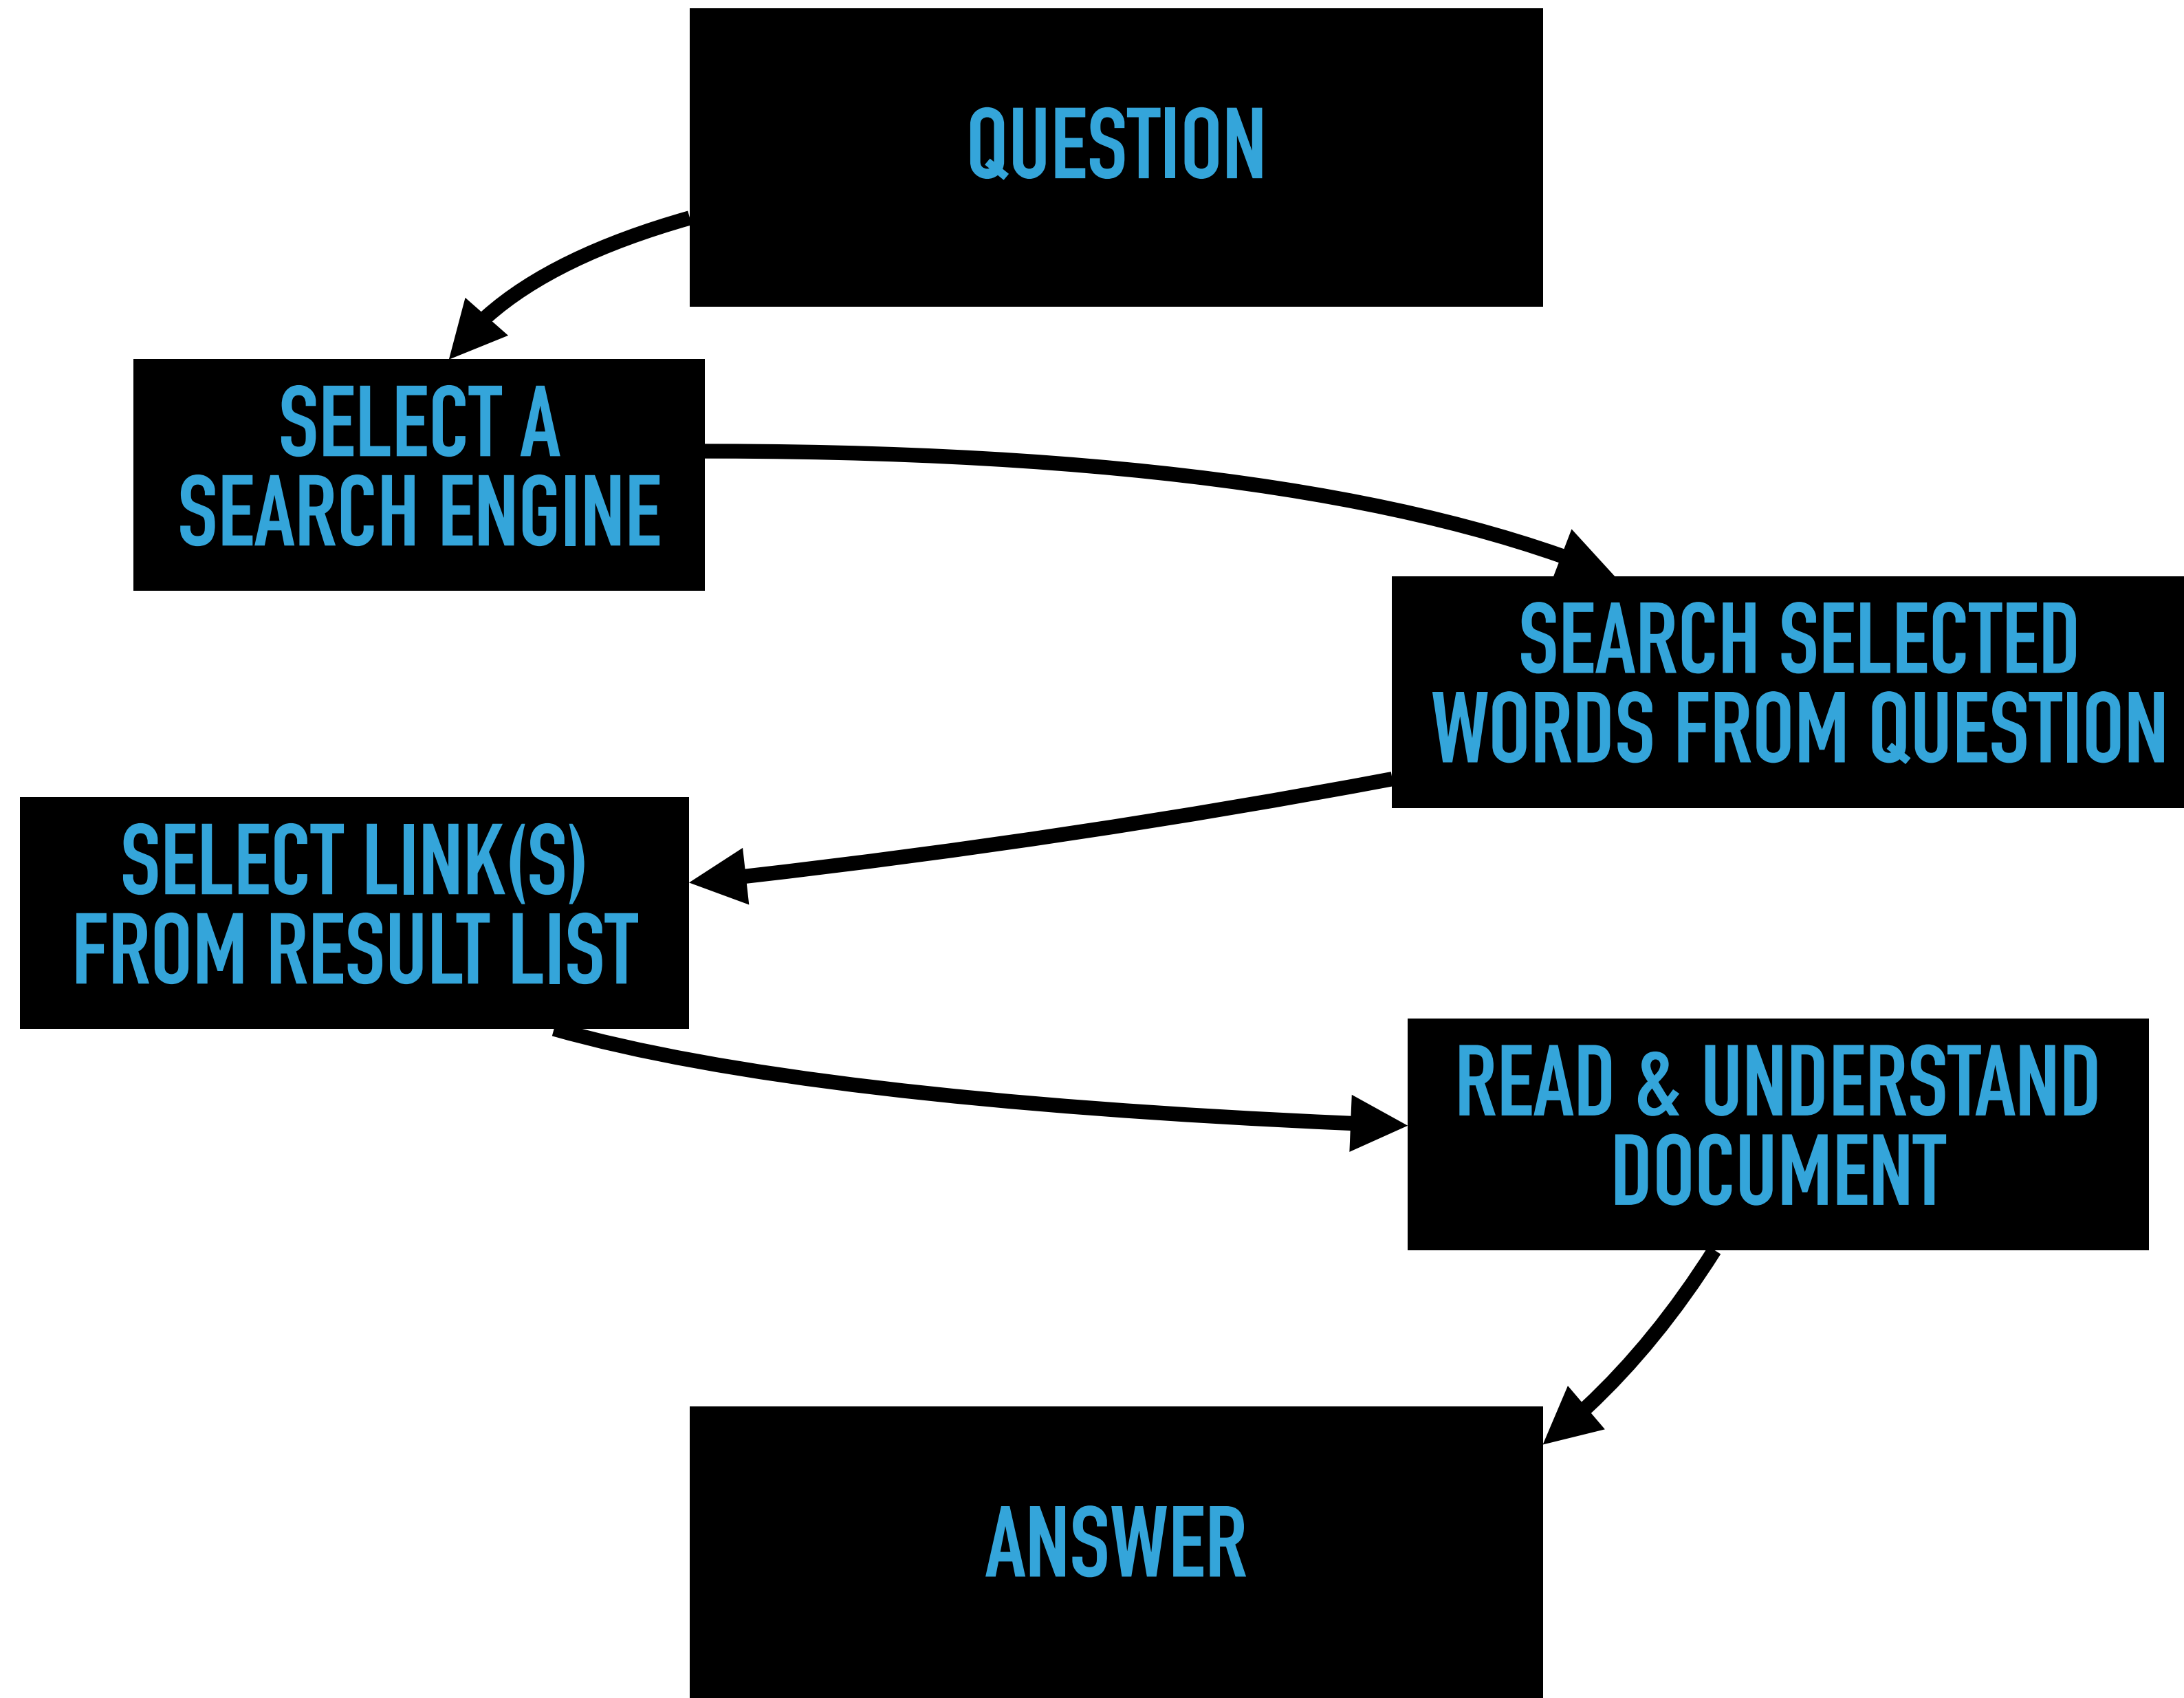 QUESTION
SELECT A
SEARCH ENGINE
SEARCH SELECTED
WORDS FROM QUESTION
SELECT LINK(S)
FROM RESULT LIST
READ & UNDERSTAND
DOCUMENT
ANSWER